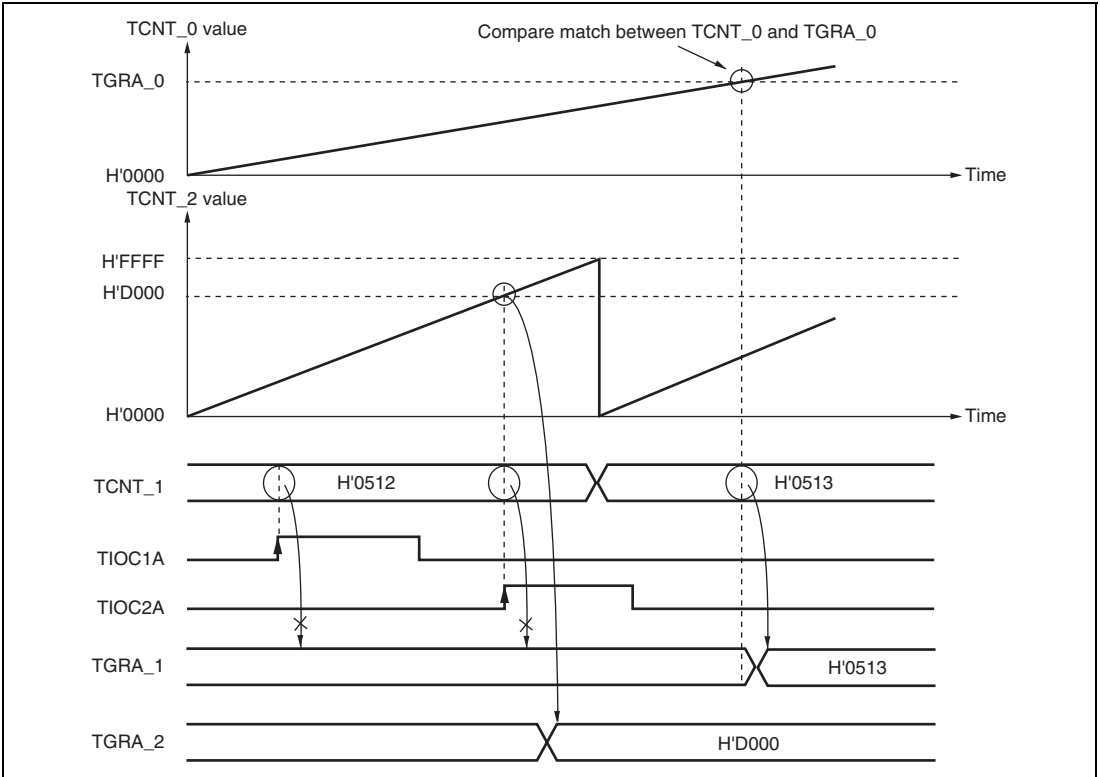 TCNT_0 value
Compare match between TCNT_0 and TGRA_0
TGRA_0
H'0000
Time
TCNT_2 value
H'FFFF
H'D000
H'0000
Time
TCNT_1
H'0512
H'0513
TIOC1A
TIOC2A
TGRA_1
H'0513
TGRA_2
H'D000